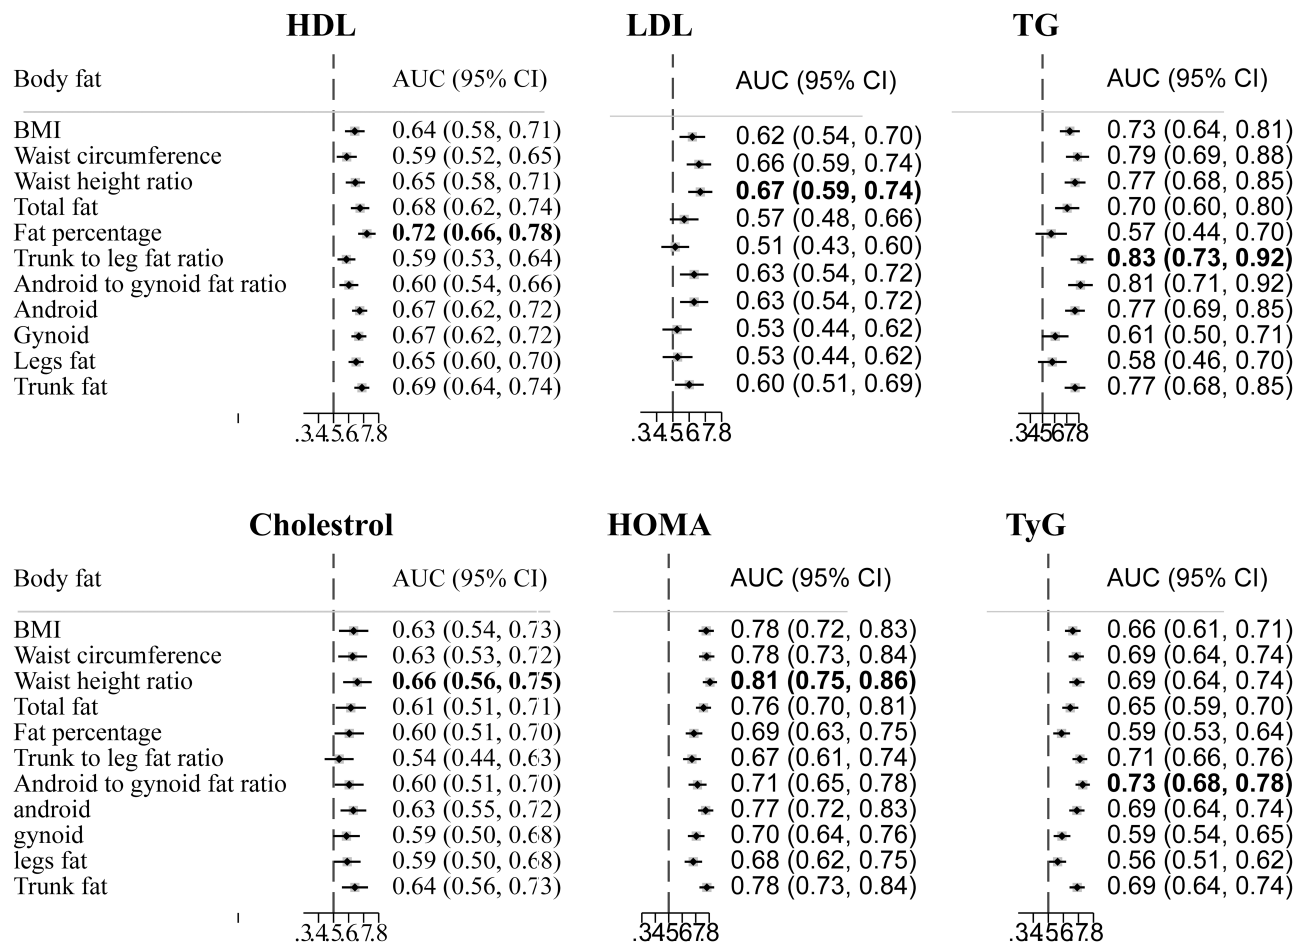 HDL LDL TG
Body fat AUC (95% CI) AUC (95% CI) AUC (95% CI)
BMI 0.64 (0.58, 0.71) 0.62 (0.54, 0.70) 0.73 (0.64, 0.81)
Waist circumference 0.59 (0.52, 0.65) 0.66 (0.59, 0.74) 0.79 (0.69, 0.88)
Waist height ratio 0.65 (0.58, 0.71) 0.67 (0.59, 0.74) 0.77 (0.68, 0.85)
Total fat 0.68 (0.62, 0.74) 0.57 (0.48, 0.66) 0.70 (0.60, 0.80)
Fat percentage 0.72 (0.66, 0.78) 0.51 (0.43, 0.60) 0.57 (0.44, 0.70)
Trunk to leg fat ratio 0.59 (0.53, 0.64) 0.63 (0.54, 0.72) 0.83 (0.73, 0.92)
Android to gynoid fat ratio 0.60 (0.54, 0.66) 0.63 (0.54, 0.72) 0.81 (0.71, 0.92)
Android 0.67 (0.62, 0.72) 0.53 (0.44, 0.62) 0.77 (0.69, 0.85)
Gynoid 0.67 (0.62, 0.72) 0.53 (0.44, 0.62) 0.61 (0.50, 0.71)
Legs fat 0.65 (0.60, 0.70) 0.60 (0.51, 0.69) 0.58 (0.46, 0.70)
Trunk fat 0.69 (0.64, 0.74) 0.77 (0.68, 0.85)
.3.4.5.6.7.8 .3.4.5.6.7.8 .3.4.5.6.7.8
Cholestrol HOMA TyG
Body fat AUC (95% CI) AUC (95% CI) AUC (95% CI)
BMI 0.63 (0.54, 0.73) 0.78 (0.72, 0.83) 0.66 (0.61, 0.71)
Waist circumference 0.63 (0.53, 0.72) 0.78 (0.73, 0.84) 0.69 (0.64, 0.74)
Waist height ratio 0.66 (0.56, 0.75) 0.81 (0.75, 0.86) 0.69 (0.64, 0.74)
Total fat 0.61 (0.51, 0.71) 0.76 (0.70, 0.81) 0.65 (0.59, 0.70)
Fat percentage 0.60 (0.51, 0.70) 0.69 (0.63, 0.75) 0.59 (0.53, 0.64)
Trunk to leg fat ratio 0.54 (0.44, 0.63) 0.67 (0.61, 0.74) 0.71 (0.66, 0.76)
Android to gynoid fat ratio 0.60 (0.51, 0.70) 0.71 (0.65, 0.78) 0.73 (0.68, 0.78)
android 0.63 (0.55, 0.72) 0.77 (0.72, 0.83) 0.69 (0.64, 0.74)
gynoid 0.59 (0.50, 0.68) 0.70 (0.64, 0.76) 0.59 (0.54, 0.65)
legs fat 0.59 (0.50, 0.68) 0.68 (0.62, 0.75) 0.56 (0.51, 0.62)
Trunk fat 0.64 (0.56, 0.73) 0.78 (0.73, 0.84) 0.69 (0.64, 0.74)
.3.4.5.6.7.8 .3.4.5.6.7.8 .3.4.5.6.7.8